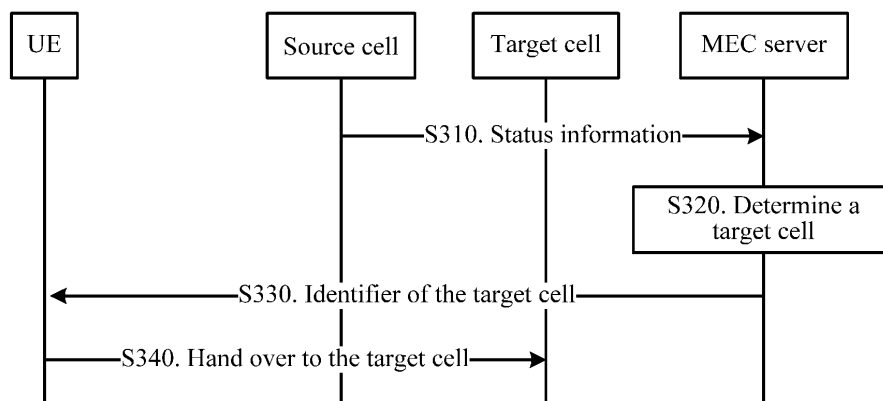 UE
Source cell
Target cell
MEC server
S310. Status information
S320. Determine a
target cell
S330. Identifier of the target cell
S340. Hand over to the target cell